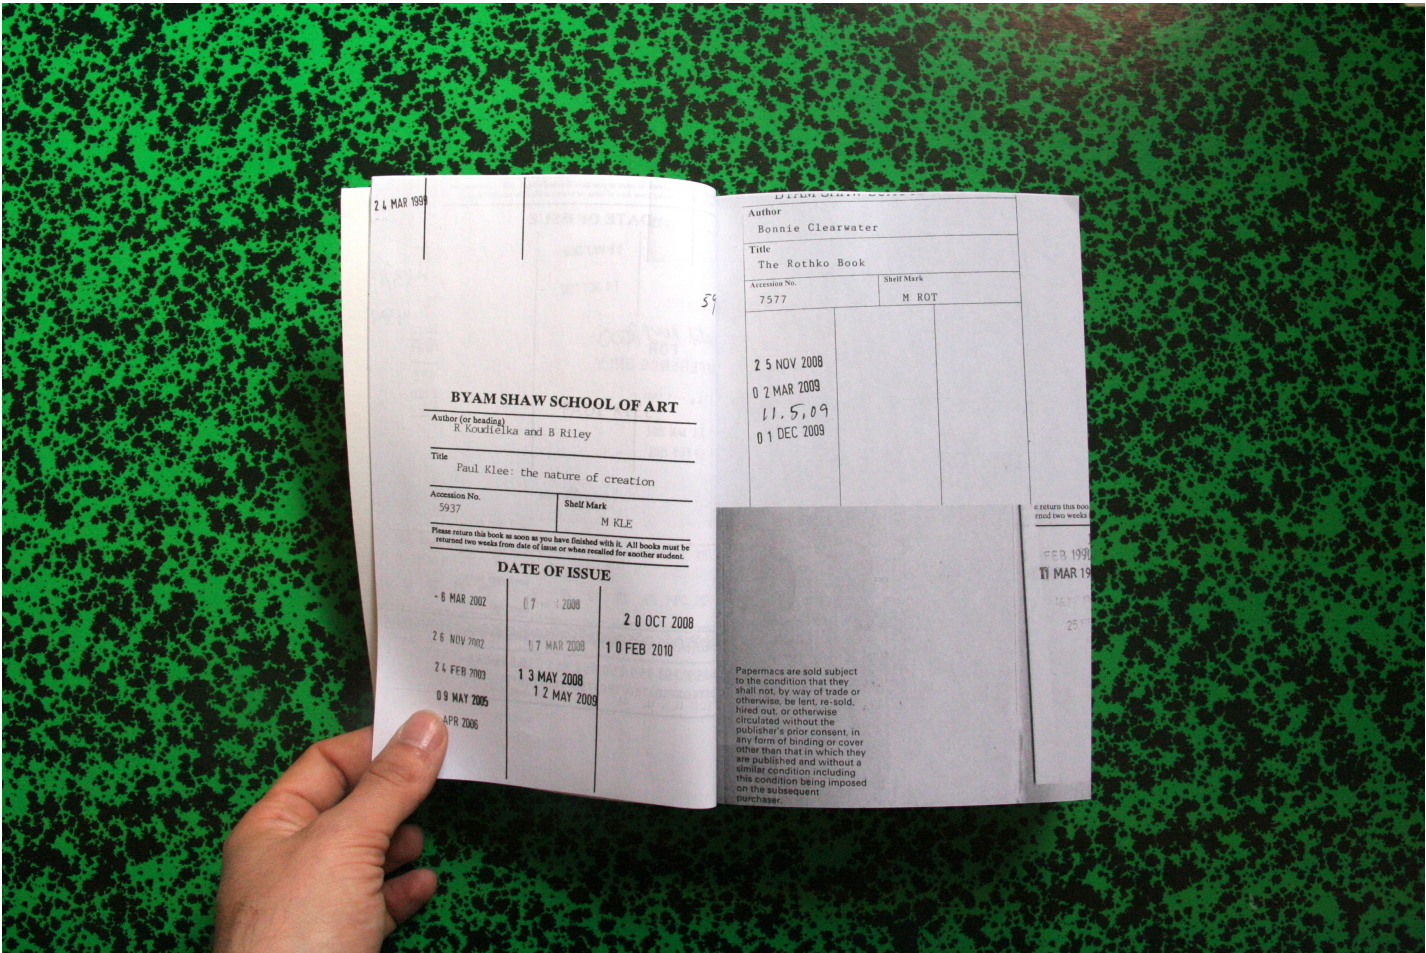 24 MAR 1999
BYAM SHAW SCHOOL OF ART
Author (or heading)
R Koudielka and B Riley
Title
Paul Klee: the nature of creation
Accession No.
Shelf Mark
5937
M KLE
Please return this book as soon as you have finished with it. All books must be
returned two weeks from date of issue or when recalled for another student.
DATE OF ISSUE
- 6 MAR 2002
07 2008
20 OCT 2008
26 NOV 2002
07 MAR 2008
10 FEB 2010
24 FEB 2003
13 MAY 2008
12 MAY 2009
09 MAY 2005
APR 2006
BYAM SHAW
Author
Bonnie Clearwater
Title
The Rothko Book
Accession No.
Shelf Mark
7577
M ROT
25 NOV 2008
02 MAR 2009
11.5.09
01 DEC 2009
e return this boo
rned two weeks
FEB 199
11 MAR 19
25
Papermacs are sold subject
to the condition that they
shall not, by way of trade or
otherwise, be lent, re-sold,
hired out, or otherwise
circulated without the
publisher's prior consent, in
any form of binding or cover
other than that in which they
are published and without a
similar condition including
this condition being imposed
on the subsequent
purchaser.